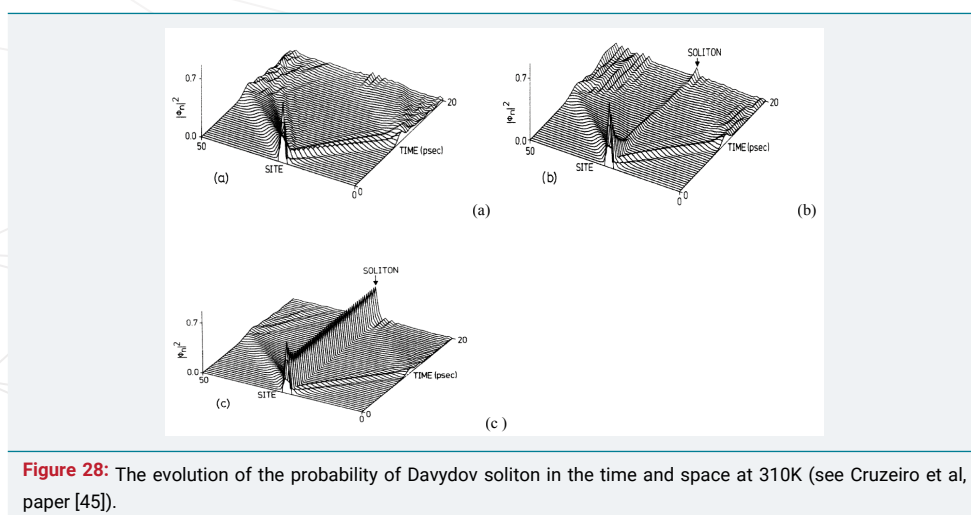 0.7
|Φn|²
0.0
50
SITE
0
0
TIME (psec)
20
(a)
(a)
SOLITON
0.7
|Φn|²
0.0
50
SITE
0
0
TIME (psec)
20
(b)
(b)
SOLITON
0.7
|Φn|²
0.0
50
SITE
0
0
TIME (psec)
20
(c)
(c )
Figure 28: The evolution of the probability of Davydov soliton in the time and space at 310K (see Cruzeiro et al,
paper [45]).